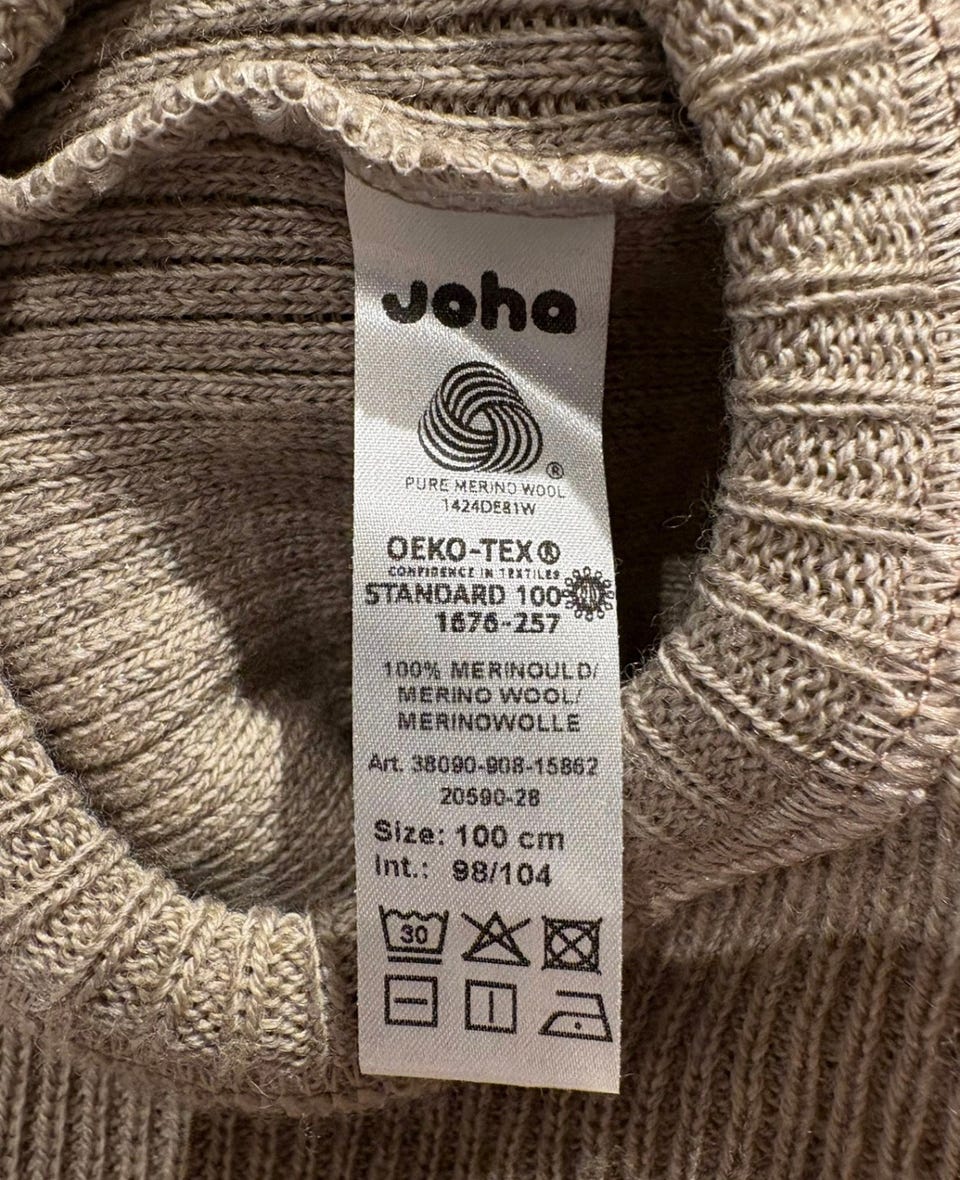 Joha
®
PURE MERINO WOOL
1424DE81W
OEKO-TEX®
CONFIDENCE IN TEXTILES
STANDARD 100
1676-257
100% MERINOULD/
MERINO WOOL/
MERINOWOLLE
Art. 38090-908-15862
20590-28
Size: 100 cm
Int.: 98/104
30